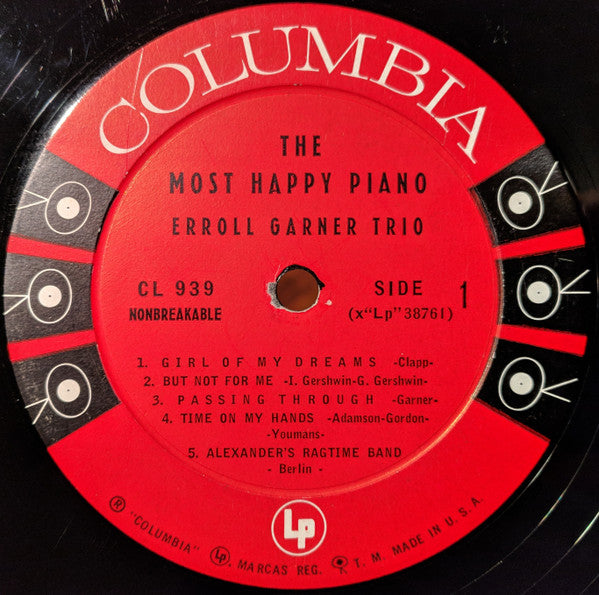 COLUMBIA
THE
MOST HAPPY PIANO
ERROLL GARNER TRIO
CL 939
NONBREAKABLE
SIDE 1
(x"Lp" 38761)
1. GIRL OF MY DREAMS -Clapp-
2. BUT NOT FOR ME -I. Gershwin-G. Gershwin-
3. PASSING THROUGH -Garner-
4. TIME ON MY HANDS -Adamson-Gordon-
-Youmans-
5. ALEXANDER'S RAGTIME BAND
- Berlin -
Lp
® "COLUMBIA" Lp, MARCAS REG. T. M. MADE IN U. S. A.